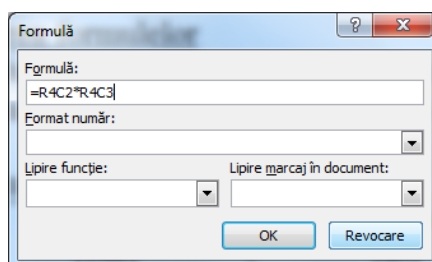 Formulă
Formulă:
=R4C2*R4C3
Format număr:
Lipire funcție:
Lipire marcaj în document:
OK
Revocare